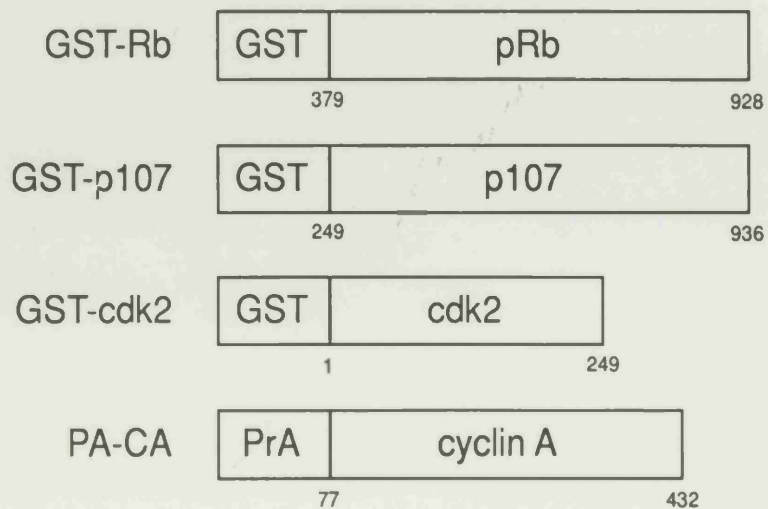 GST-Rb GST pRb
379 928
GST-p107 GST p107
249 936
GST-cdk2 GST cdk2
1 249
PA-CA PrA cyclin A
77 432